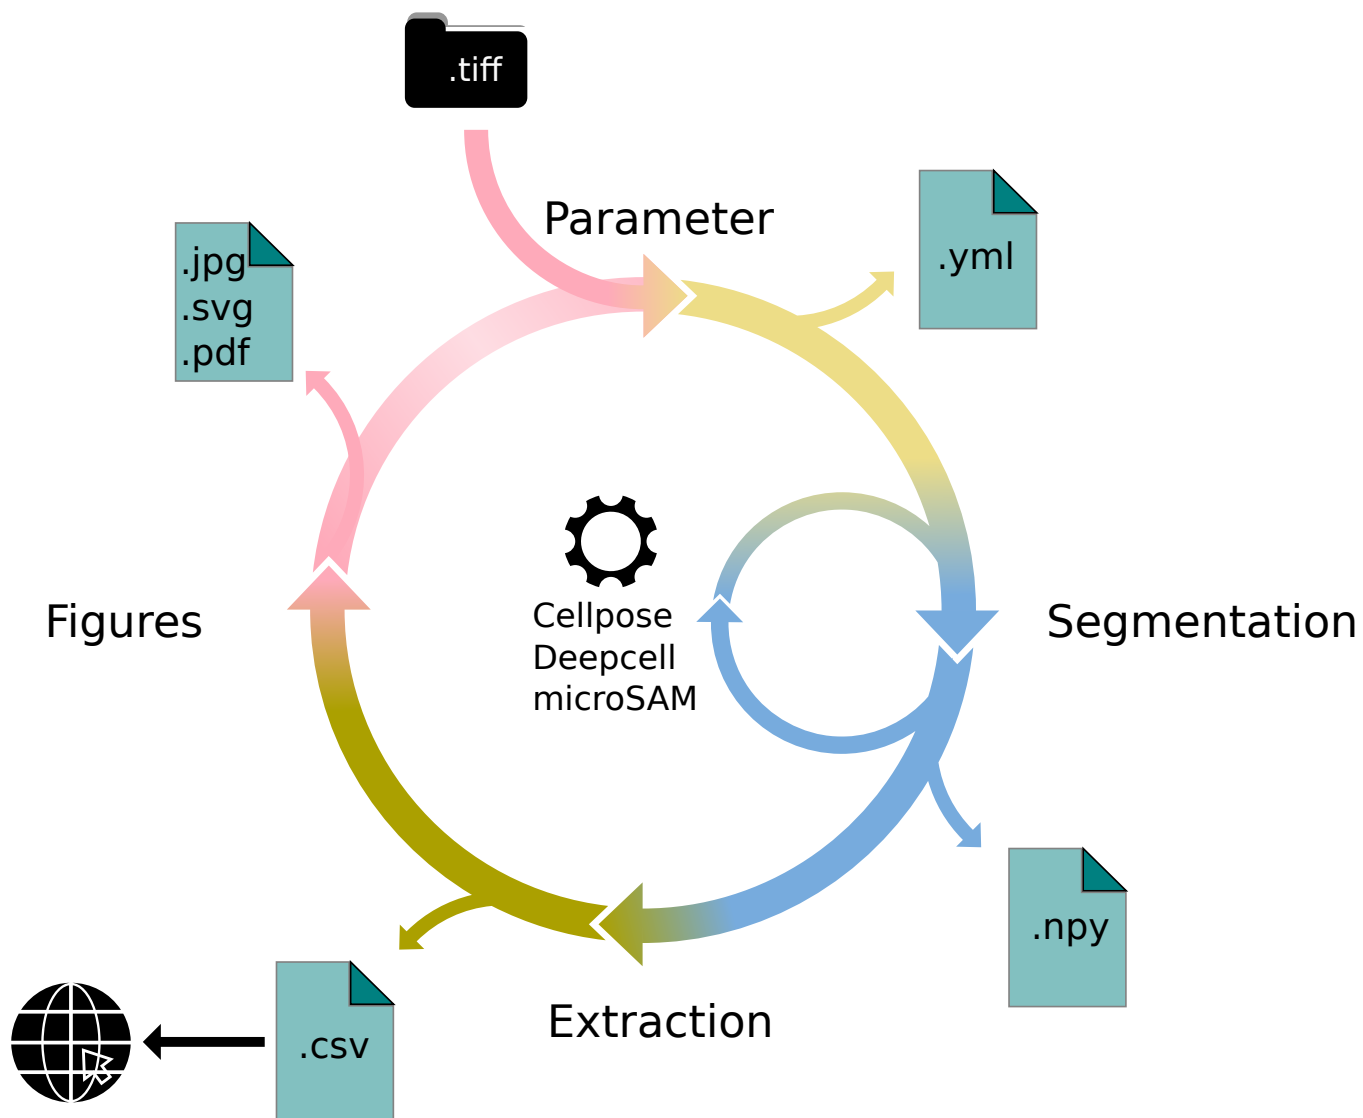 .tiff
Parameter
.yml
.jpg
.svg
.pdf
Cellpose
Deepcell
microSAM
Figures
Segmentation
.npy
Extraction
.csv